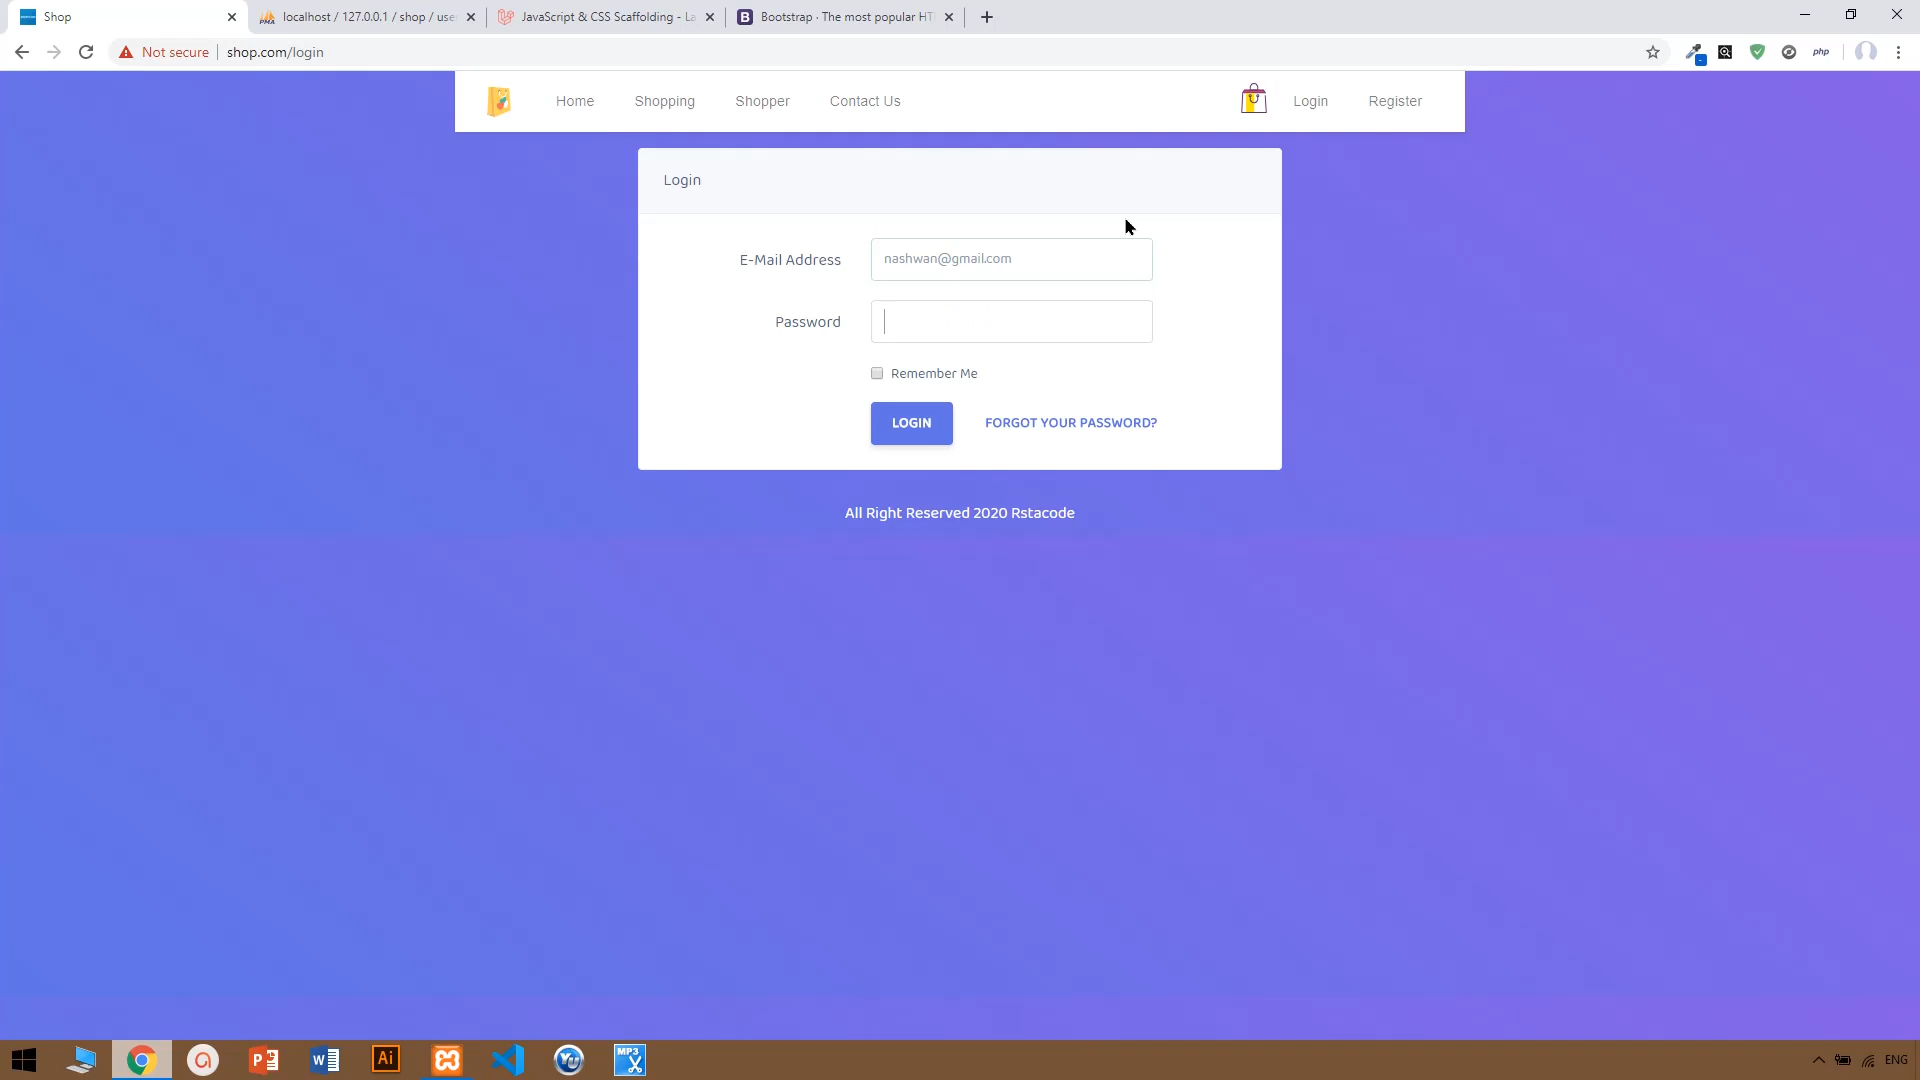 Shop
localhost / 127.0.0.1 / shop / use
JavaScript & CSS Scaffolding - La
Bootstrap · The most popular HT
Not secure
shop.com/login
php
Home
Shopping
Shopper
Contact Us
Login
Register
Login
E-Mail Address
nashwan@gmail.com
Password
Remember Me
LOGIN
FORGOT YOUR PASSWORD?
All Right Reserved 2020 Rstacode
Ai
MP3
ENG